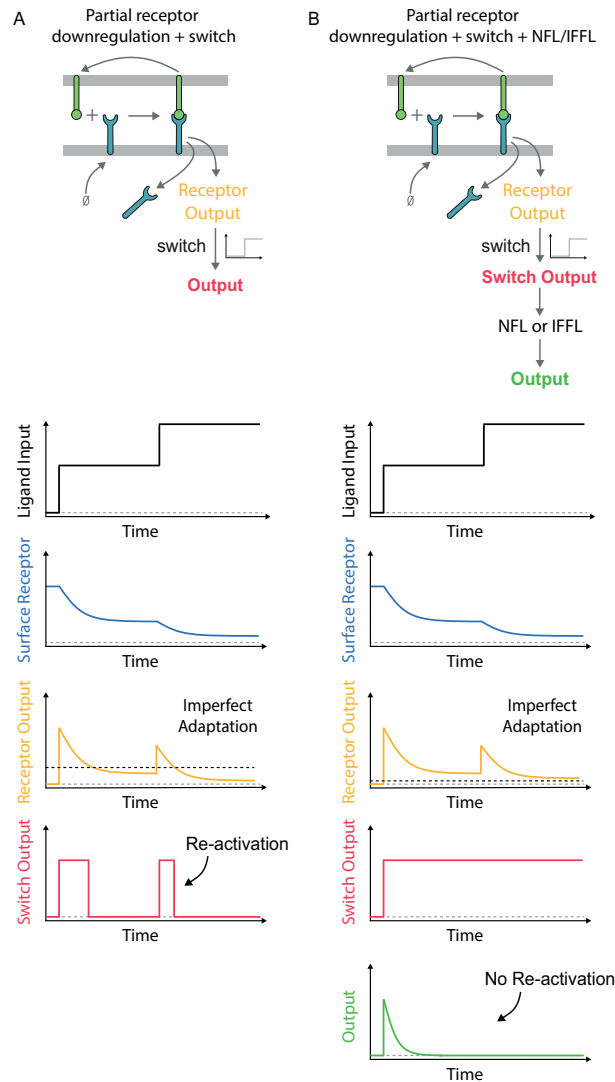 A
Partial receptor
downregulation + switch
+
Ø
Receptor
Output
switch
Output
Ligand Input
Time
Surface Receptor
Time
Receptor Output
Imperfect
Adaptation
Time
Switch Output
Re-activation
Time
B
Partial receptor
downregulation + switch + NFL/IFFL
+
Ø
Receptor
Output
switch
Switch Output
NFL or IFFL
Output
Ligand Input
Time
Surface Receptor
Time
Receptor Output
Imperfect
Adaptation
Time
Switch Output
Time
Output
No Re-activation
Time